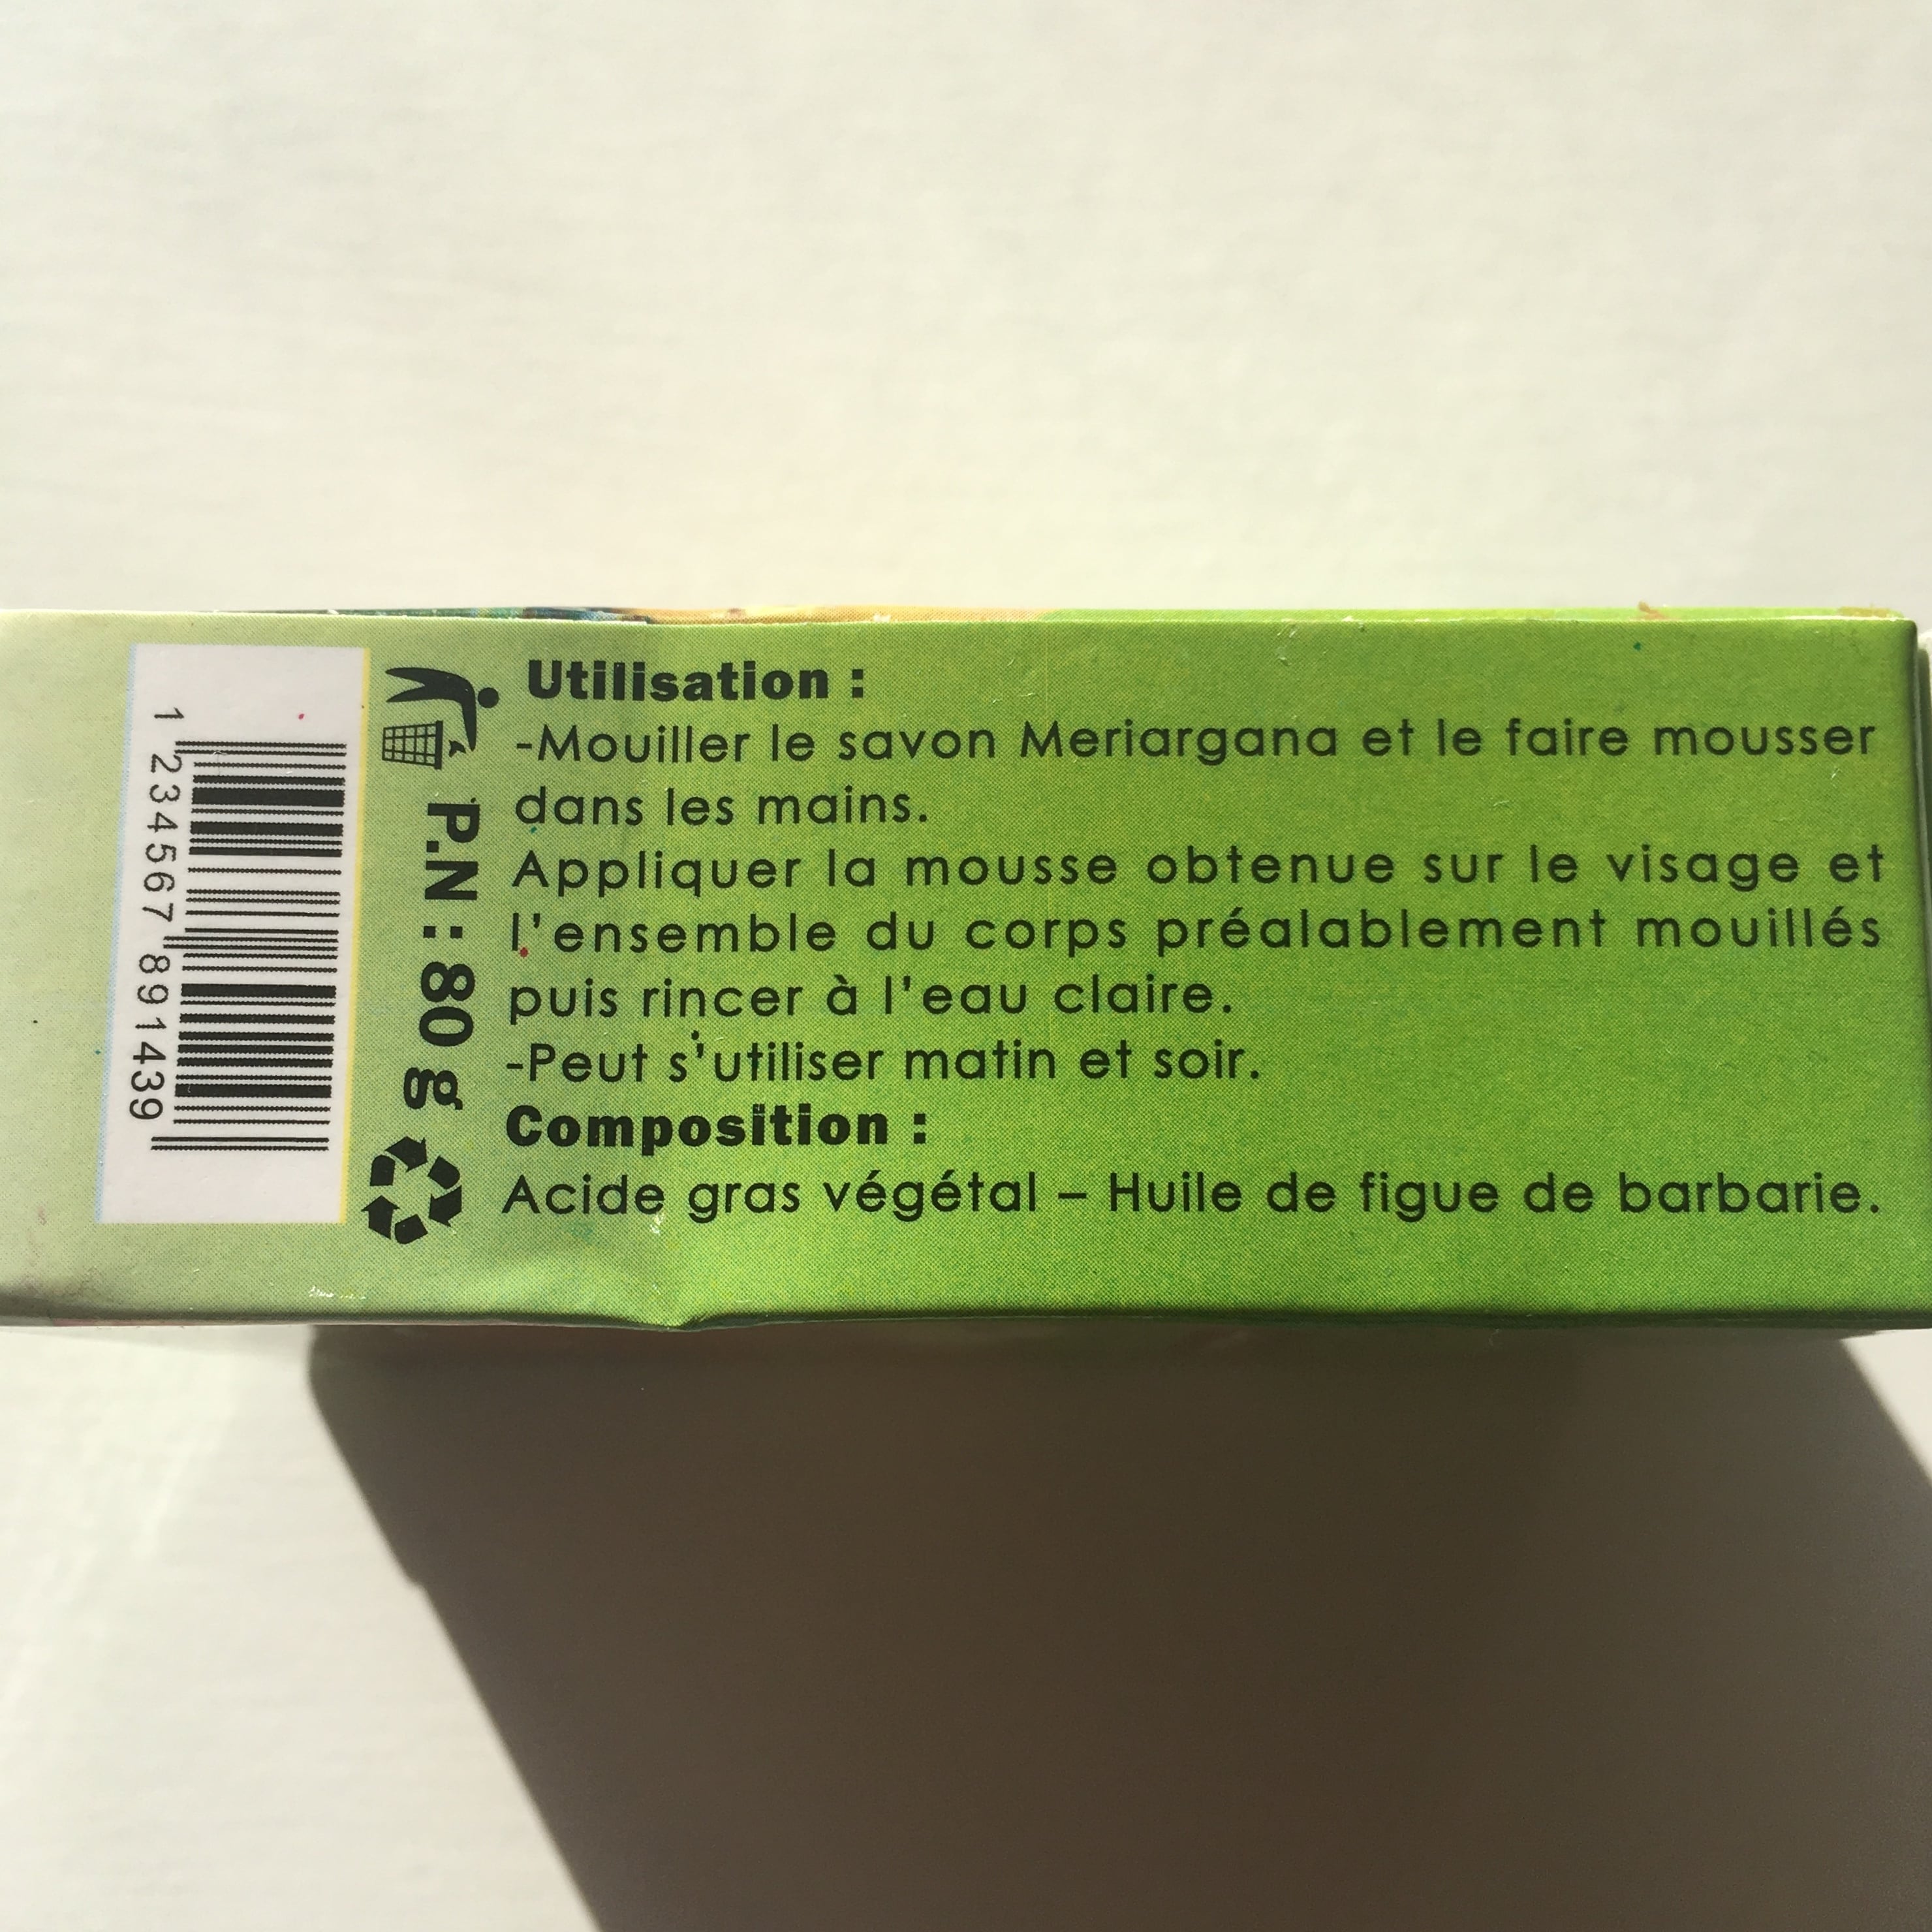 Utilisation :
-Mouiller le savon Meriargana et le faire mousser
dans les mains.
Appliquer la mousse obtenue sur le visage et
l'ensemble du corps préalablement mouillés
puis rincer à l'eau claire.
-Peut s'utiliser matin et soir.
Composition :
Acide gras végétal – Huile de figue de barbarie.
P.N : 80 g
1 234567 891439